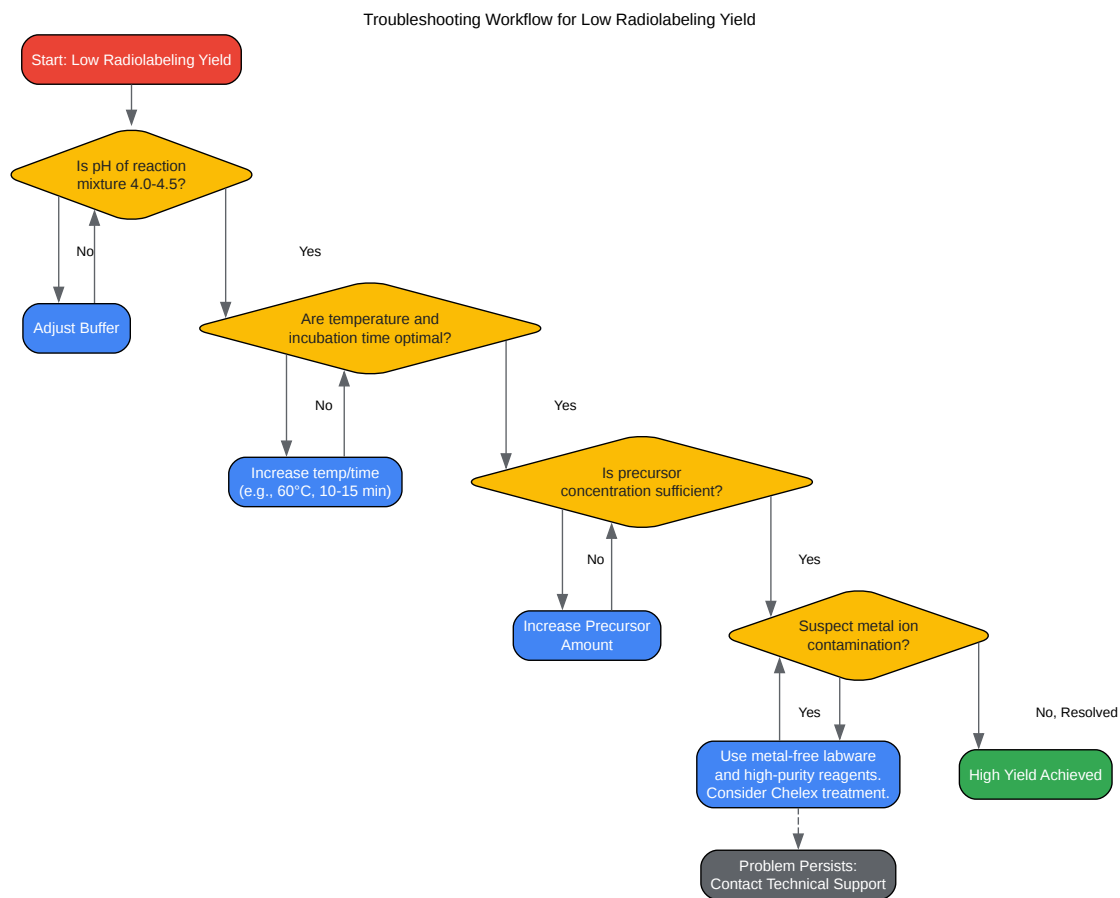 Troubleshooting Workflow for Low Radiolabeling Yield
Start: Low Radiolabeling Yield
Is pH of reaction
mixture 4.0-4.5?
No
Yes
Adjust Buffer
Are temperature and
incubation time optimal?
No
Yes
Increase temp/time
(e.g., 60°C, 10-15 min)
Is precursor
concentration sufficient?
No
Yes
Increase Precursor
Amount
Suspect metal ion
contamination?
Yes
No, Resolved
Use metal-free labware
and high-purity reagents.
Consider Chelex treatment.
High Yield Achieved
Problem Persists:
Contact Technical Support